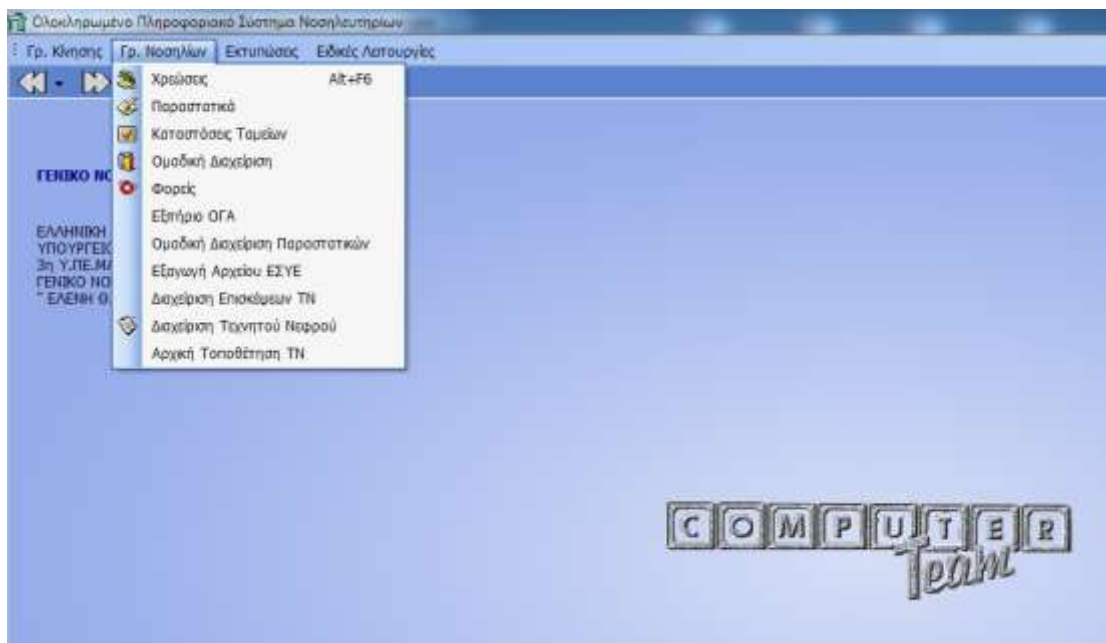 Ολοκληρωμένο Πληροφοριακό Σύστημα Νοσηλευτηρίων
Γρ. Κίνησης Γρ. Νοσηλίων Εκτυπώσεις Ειδικές Λειτουργίες
Χρεώσεις Alt+F6
Παραστατικά
Καταστάσεις Ταμείων
Ομαδική Διαχείριση
Φορείς
Εξιτήριο ΟΓΑ
Ομαδική Διαχείριση Παραστατικών
Εξαγωγή Αρχείου ΕΣΥΕ
Διαχείριση Επισκέψεων ΤΝ
Διαχείριση Τεχνητού Νεφρού
Αρχική Τοποθέτηση ΤΝ
ΓΕΝΙΚΟ ΝΟ
ΕΛΛΗΝΙΚΗ
ΥΠΟΥΡΓΕΙΟ
3η Υ.ΠΕ.ΜΑ
ΓΕΝΙΚΟ ΝΟ
" ΕΛΕΝΗ Θ.
COMPUTER
Team